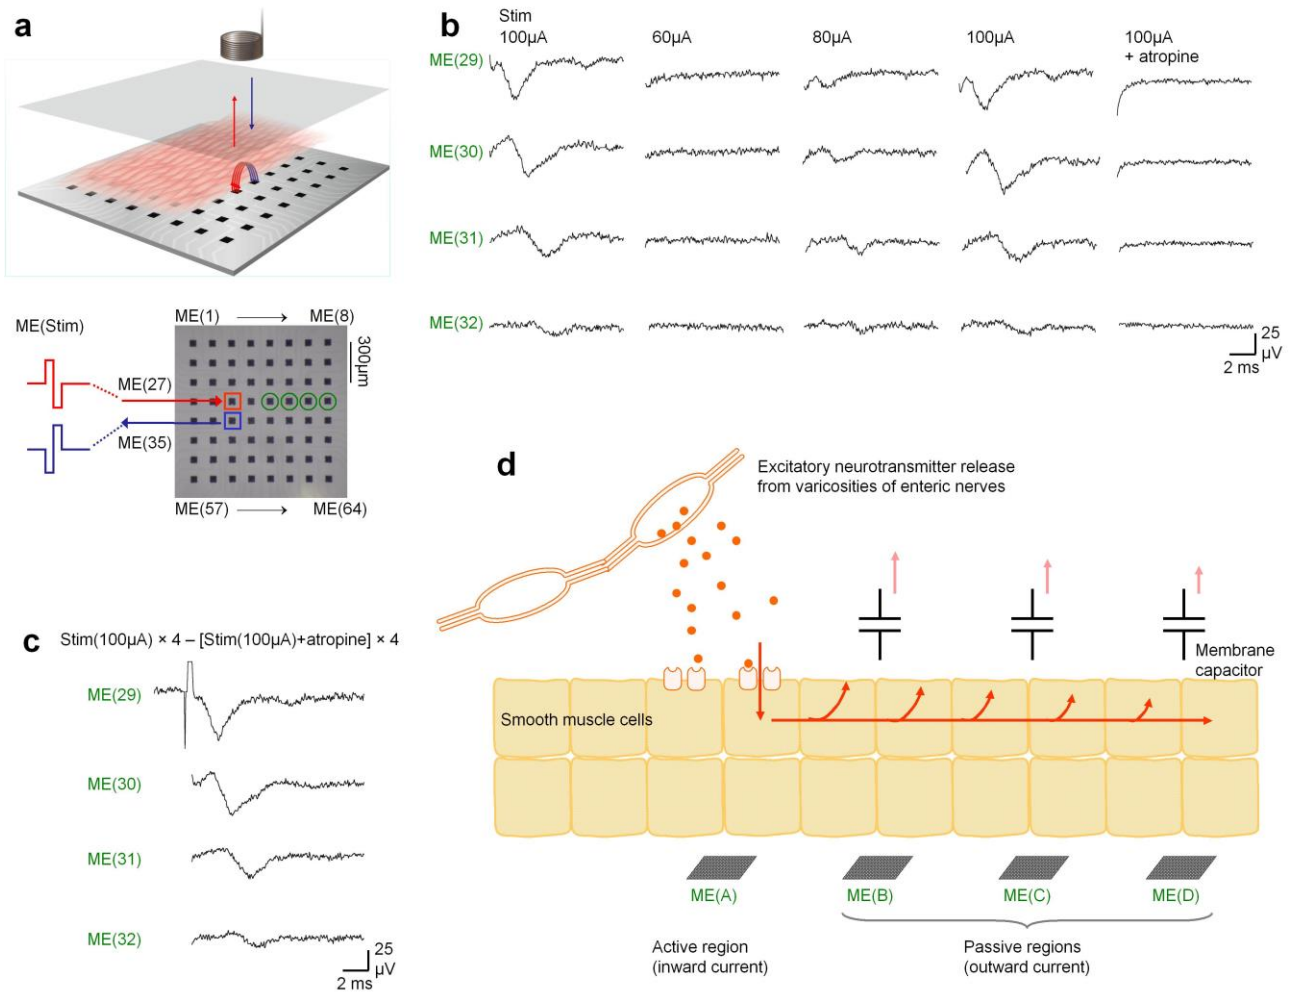 a
ME(Stim)
ME(1) ME(8)
300μm
ME(27)
ME(35)
ME(57) ME(64)
b
Stim
100μA 60μA 80μA 100μA 100μA
+ atropine
ME(29)
ME(30)
ME(31)
ME(32)
25
μV
2 ms
c
Stim(100μA) × 4 – [Stim(100μA)+atropine] × 4
ME(29)
ME(30)
ME(31)
ME(32)
25
μV
2 ms
d
Excitatory neurotransmitter release
from varicosities of enteric nerves
Membrane
capacitor
Smooth muscle cells
ME(A) ME(B) ME(C) ME(D)
Active region
(inward current)
Passive regions
(outward current)